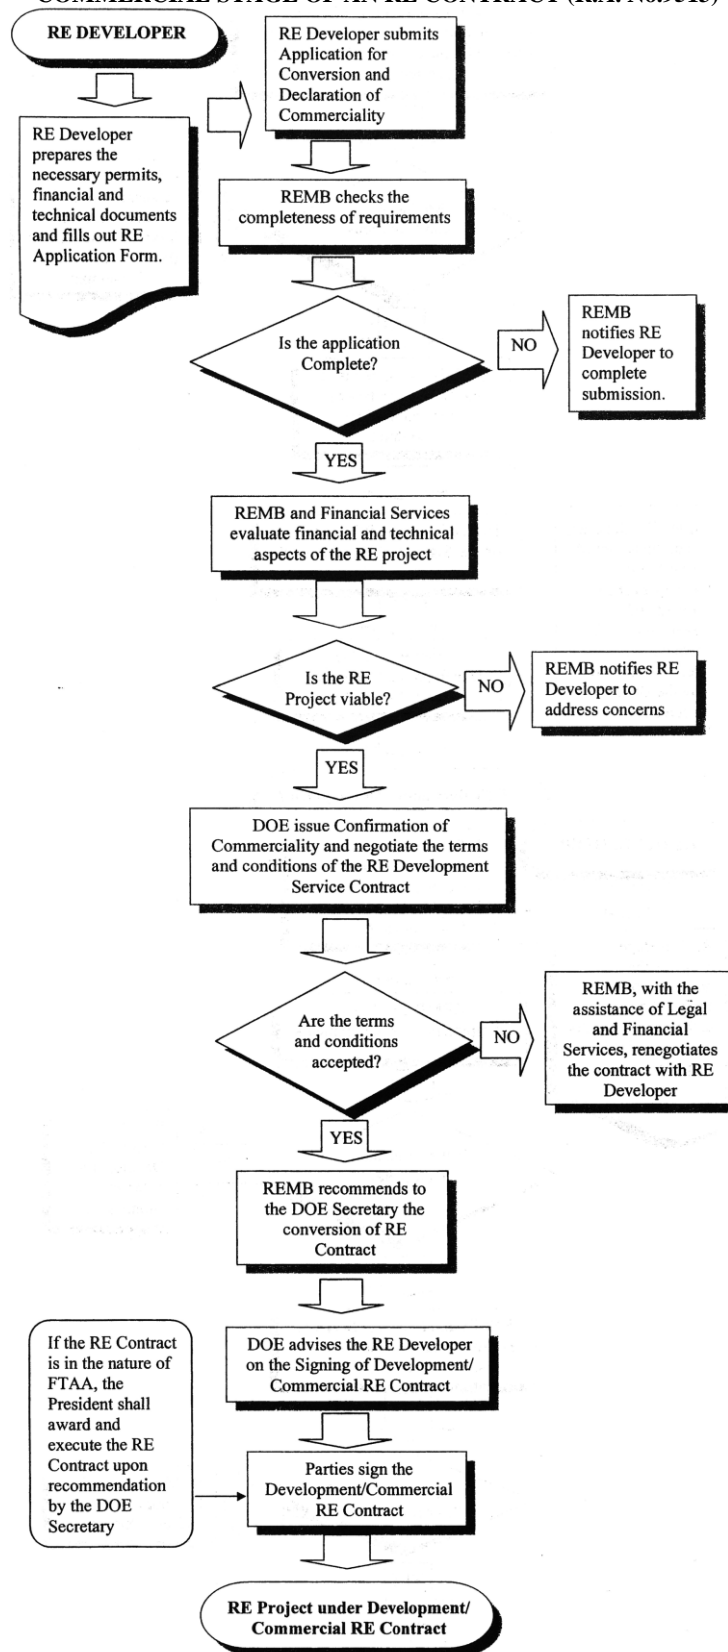 COMMERCIAL STAGE OF AN RE CONTRACT (R.A. No.9513)
RE DEVELOPER
RE Developer
prepares the
necessary permits,
financial and
technical documents
and fills out RE
Application Form.
RE Developer submits
Application for
Conversion and
Declaration of
Commerciality
REMB checks the
completeness of requirements
Is the application
Complete?
NO
REMB
notifies RE
Developer to
complete
submission.
YES
REMB and Financial Services
evaluate financial and technical
aspects of the RE project
Is the RE
Project viable?
NO
REMB notifies RE
Developer to
address concerns
YES
DOE issue Confirmation of
Commerciality and negotiate the terms
and conditions of the RE Development
Service Contract
Are the terms
and conditions
accepted?
NO
REMB, with the
assistance of Legal
and Financial
Services, renegotiates
the contract with RE
Developer
YES
REMB recommends to
the DOE Secretary the
conversion of RE
Contract
DOE advises the RE Developer
on the Signing of Development/
Commercial RE Contract
If the RE Contract
is in the nature of
FTAA, the
President shall
award and
execute the RE
Contract upon
recommendation
by the DOE
Secretary
Parties sign the
Development/Commercial
RE Contract
RE Project under Development/
Commercial RE Contract